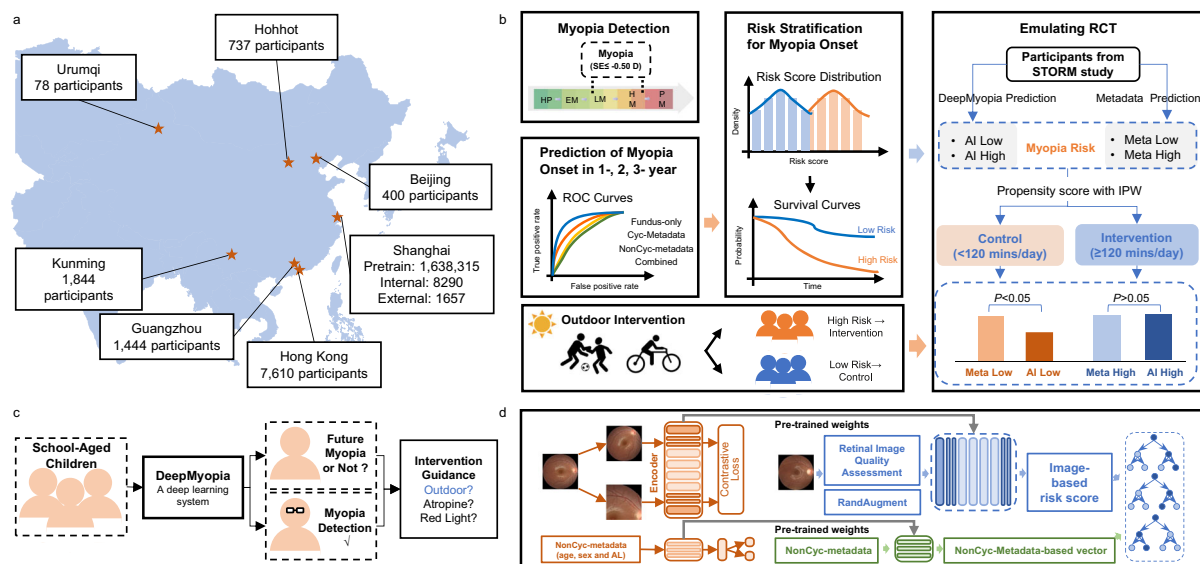 a
Hohhot
737 participants
Urumqi
78 participants
Beijing
400 participants
Kunming
1,844
participants
Shanghai
Pretrain: 1,638,315
Internal: 8290
External: 1657
Guangzhou
1,444 participants
Hong Kong
7,610 participants
b
Myopia Detection
Myopia
(SE≤ -0.50 D)
HP
EM
LM
H
M
P
M
Prediction of Myopia
Onset in 1-, 2, 3- year
ROC Curves
True positive rate
Fundus-only
Cyc-Metadata
NonCyc-metadata
Combined
False positive rate
Risk Stratification
for Myopia Onset
Risk Score Distribution
Density
Risk score
Survival Curves
Probability
Low Risk
High Risk
Time
Outdoor Intervention
High Risk→
Intervention
Low Risk→
Control
Emulating RCT
Participants from
STORM study
DeepMyopia Prediction
Metadata Prediction
• AI Low
• AI High
Myopia Risk
• Meta Low
• Meta High
Propensity score with IPW
Control
(<120 mins/day)
Intervention
(≥120 mins/day)
P<0.05
P>0.05
Meta Low
AI Low
Meta High
AI High
c
School-Aged
Children
DeepMyopia
A deep learning
system
Future
Myopia
or Not ?
Myopia
Detection
√
Intervention
Guidance
Outdoor?
Atropine?
Red Light?
d
Encoder
Contrastive
Loss
NonCyc-metadata
(age, sex and AL)
Pre-trained weights
Retinal Image
Quality
Assessment
RandAugment
Image-
based
risk score
Pre-trained weights
NonCyc-metadata
NonCyc-Metadata-based vector